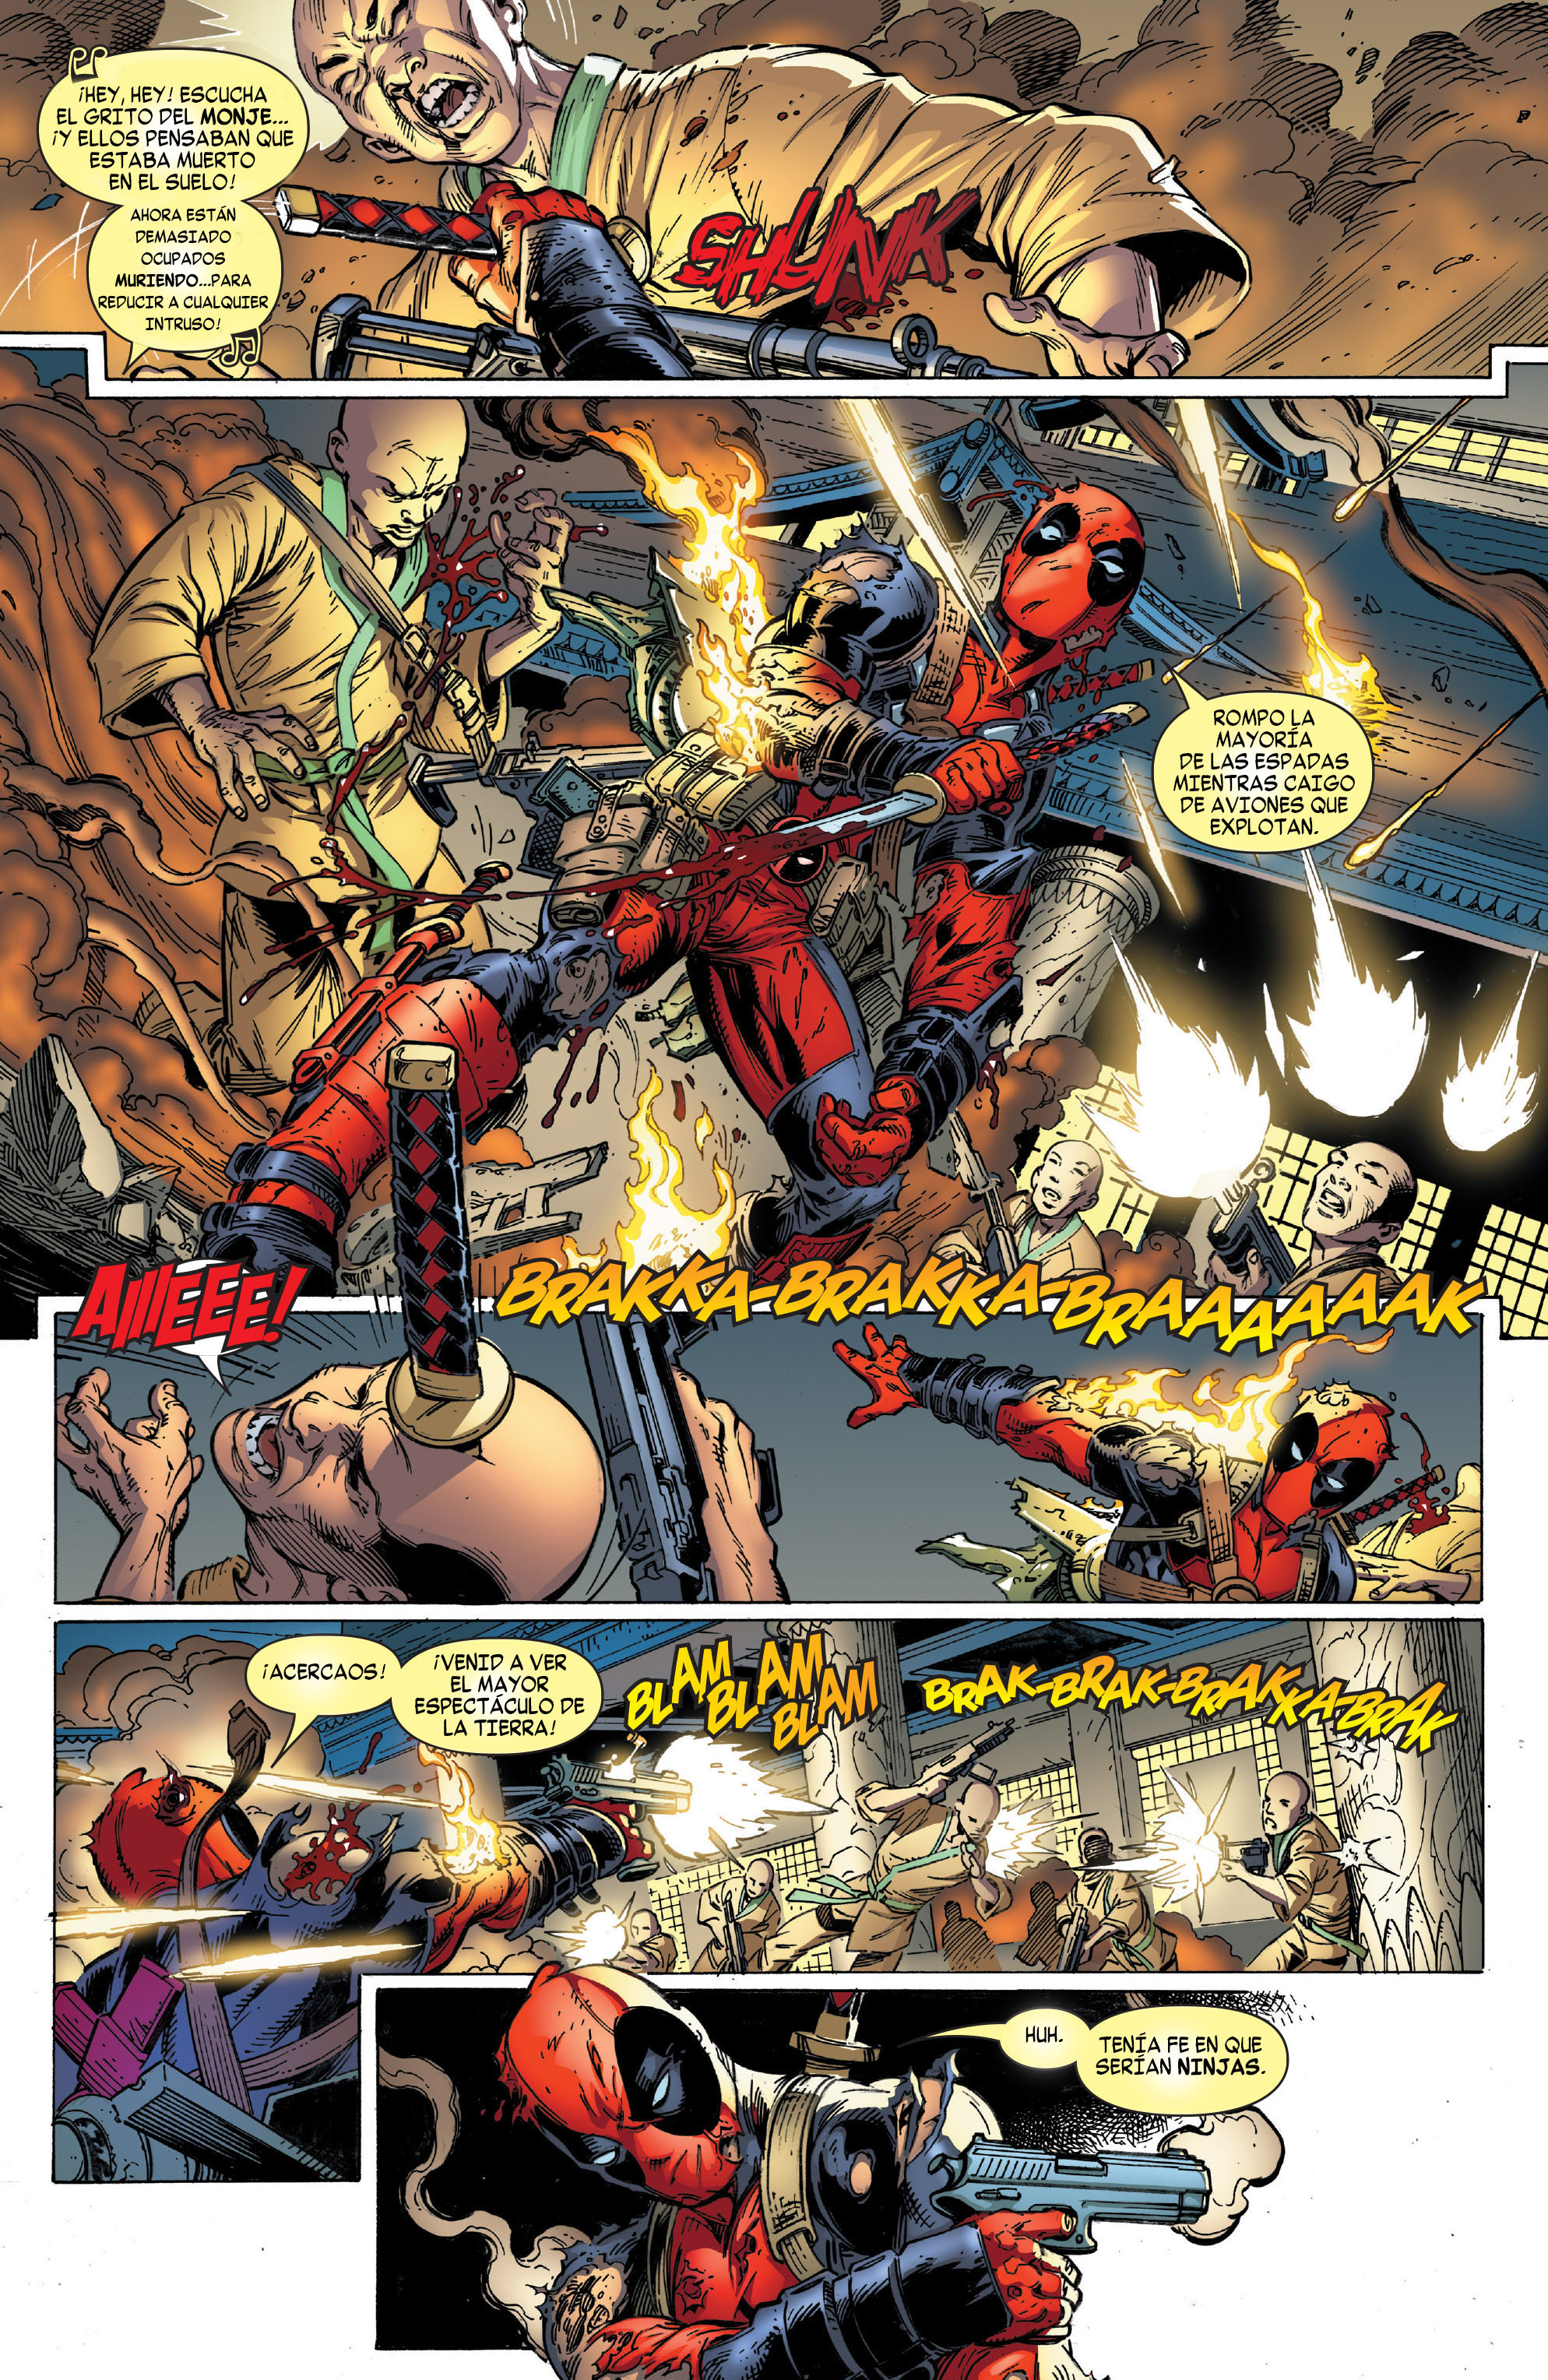 ¡HEY, HEY! ESCUCHA
EL GRITO DEL MONJE...
¡Y ELLOS PENSABAN QUE
ESTABA MUERTO
EN EL SUELO!
AHORA ESTÁN
DEMASIADO
OCUPADOS
MURIENDO...PARA
REDUCIR A CUALQUIER
INTRUSO!
SHUNK
ROMPO LA
MAYORÍA
DE LAS ESPADAS
MIENTRAS CAIGO
DE AVIONES QUE
EXPLOTAN.
AIIIEEEE!
BRAKKA-BRAKKA-BRAAAAAAAK
¡ACERCAOS!
¡VENID A VER
EL MAYOR
ESPECTÁCULO DE
LA TIERRA!
BLAM
BLAM
BLAM
BRAK-BRAK-BRAKKA-BRAK
HUH.
TENÍA FE EN QUE
SERÍAN NINJAS.